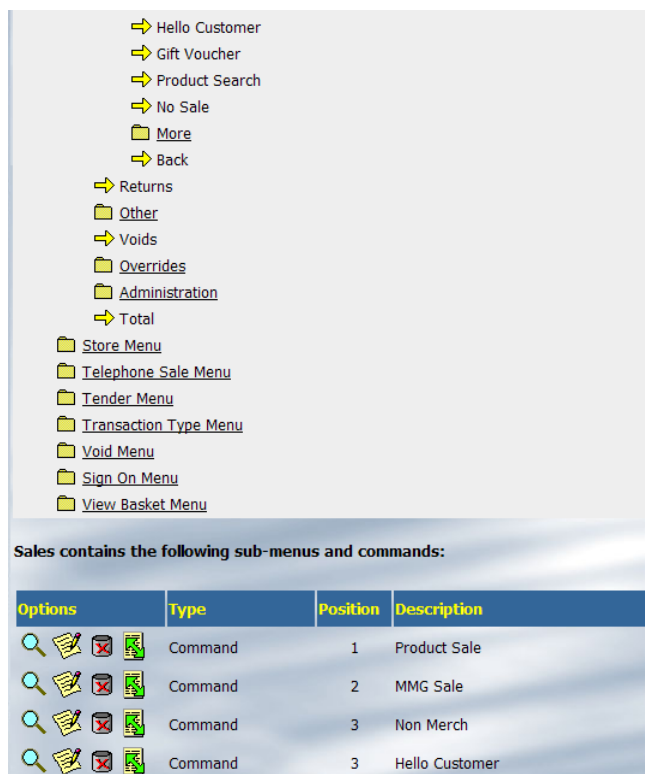 Hello Customer
Gift Voucher
Product Search
No Sale
More
Back
Returns
Other
Voids
Overrides
Administration
Total
Store Menu
Telephone Sale Menu
Tender Menu
Transaction Type Menu
Void Menu
Sign On Menu
View Basket Menu
Sales contains the following sub-menus and commands:
Options Type Position Description
Command 1 Product Sale
Command 2 MMG Sale
Command 3 Non Merch
Command 3 Hello Customer